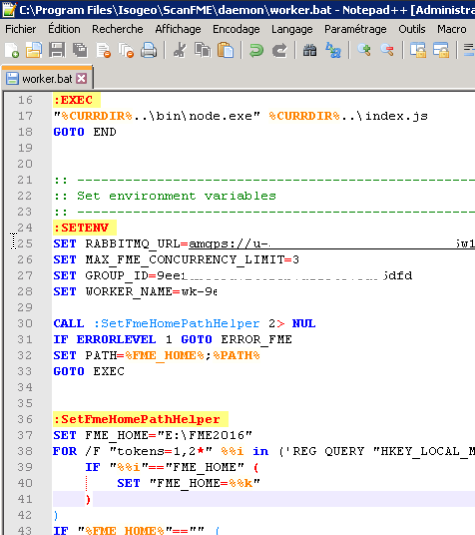 C:\Program Files\Isogeo\ScanFME\daemon\worker.bat - Notepad++ [Administra
Fichier Édition Recherche Affichage Encodage Langage Paramétrage Outils Macro
worker.bat
16 :EXEC
17 "%CURRDIR%..\bin\node.exe" %CURRDIR%..\index.js
18 GOTO END
19
20
21 :: ---------------------------------------------
22 :: Set environment variables
23 :: ---------------------------------------------
24 :SETENV
25 SET RABBITMQ_URL=amqps://u-
26 SET MAX_FME_CONCURRENCY_LIMIT=3
27 SET GROUP_ID=9ee1 5dfd
28 SET WORKER_NAME=wk-9e
29
30 CALL :SetFmeHomePathHelper 2> NUL
31 IF ERRORLEVEL 1 GOTO ERROR_FME
32 SET PATH=%FME_HOME%;%PATH%
33 GOTO EXEC
34
35
36 :SetFmeHomePathHelper
37 SET FME_HOME="E:\FME2016"
38 FOR /F "tokens=1,2*" %%i in ('REG QUERY "HKEY_LOCAL_M
39 IF "%%i"=="FME_HOME" (
40 SET "FME_HOME=%%k"
41 )
42 )
43 IF "%FME_HOME%"=="" (